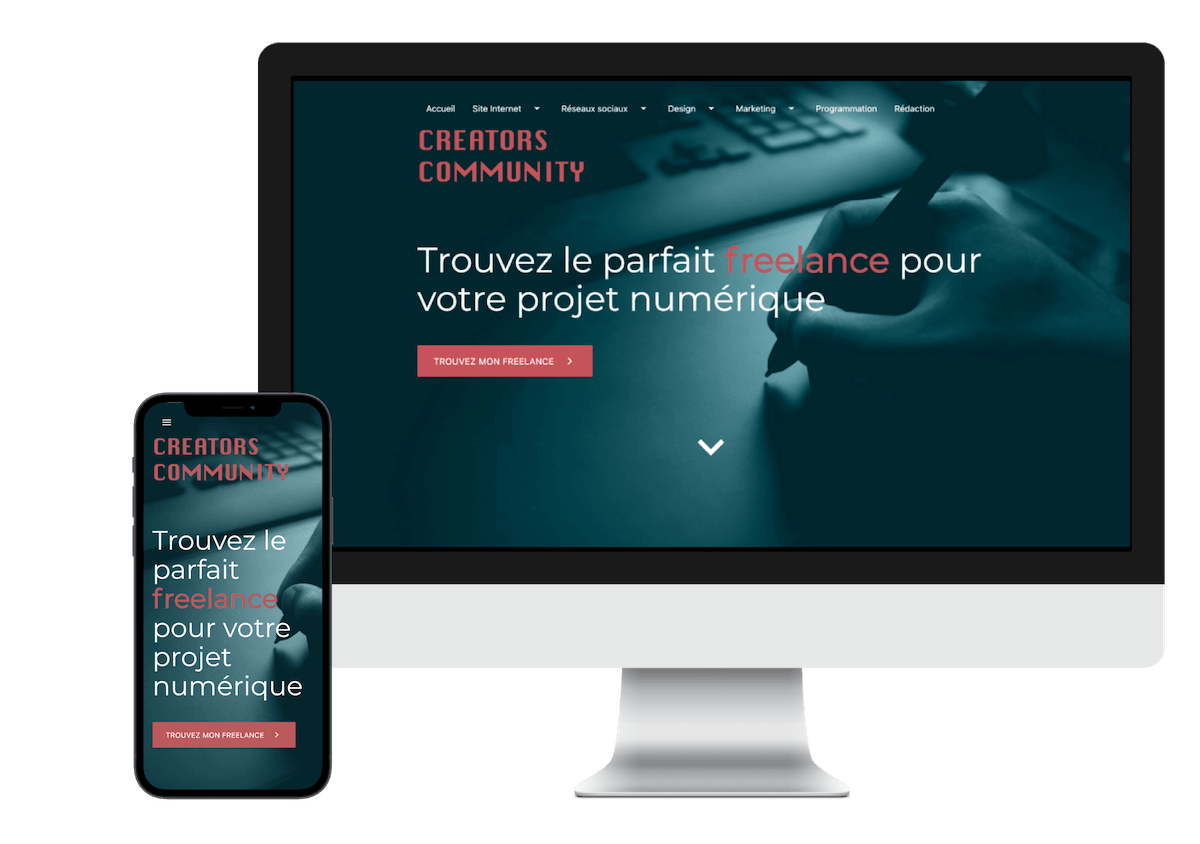 Accueil Site Internet Réseaux sociaux Design Marketing Programmation Rédaction
CREATORS
COMMUNITY
Trouvez le parfait freelance pour
votre projet numérique
TROUVEZ MON FREELANCE
CREATORS
COMMUNITY
Trouvez le
parfait
freelance
pour votre
projet
numérique
TROUVEZ MON FREELANCE